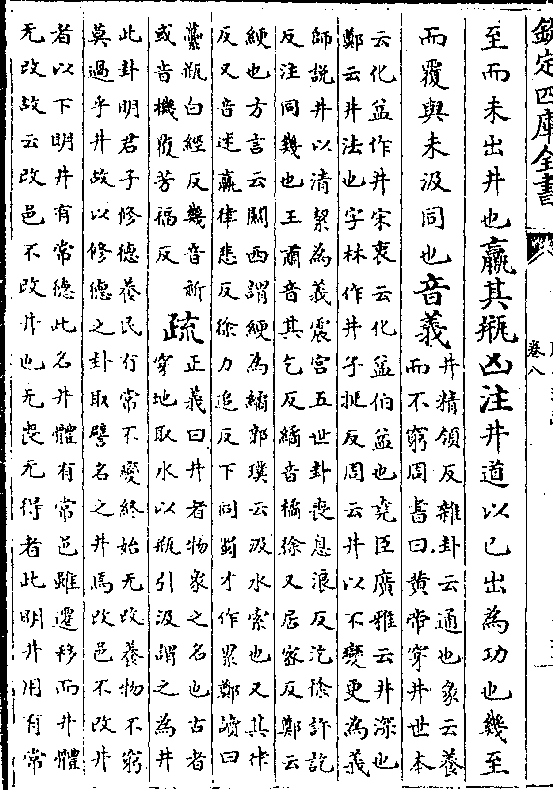 欽定四庫全書
卷八
至而未出井也羸其瓶凶注井道以已出為功也幾至
而覆與未汲同也音義井精領反雜卦云通也彖云養
而不窮周書曰黄帝穿井世本
云化益作井宋衷云化益伯益也堯臣廣雅云井深也
鄭云井法也字林作井子挺反周云井以不變更為義
師說井以清絜為義震宮五世卦喪息浪反汔徐許訖
反注同幾也王肅音其乞反繘音橘徐又居密反鄭云
綆也方言云關西謂綆為繘郭璞云汲水索也又其律
反又音述羸律悲反徐力追反下同蜀才作累鄭讀曰
虆瓶白經反幾音祈
或音機覆芳福反
疏正義曰井者物象之名也古者
穿地取水以瓶引汲謂之為井
此卦明君子修德養民有常不變終始无改養物不窮
莫過乎井故以修德之卦取譬名之井焉改邑不改井
者以下明井有常德此名井體有常邑雖遷移而井體
无改故云改邑不改井也无喪无得者此明井用有常